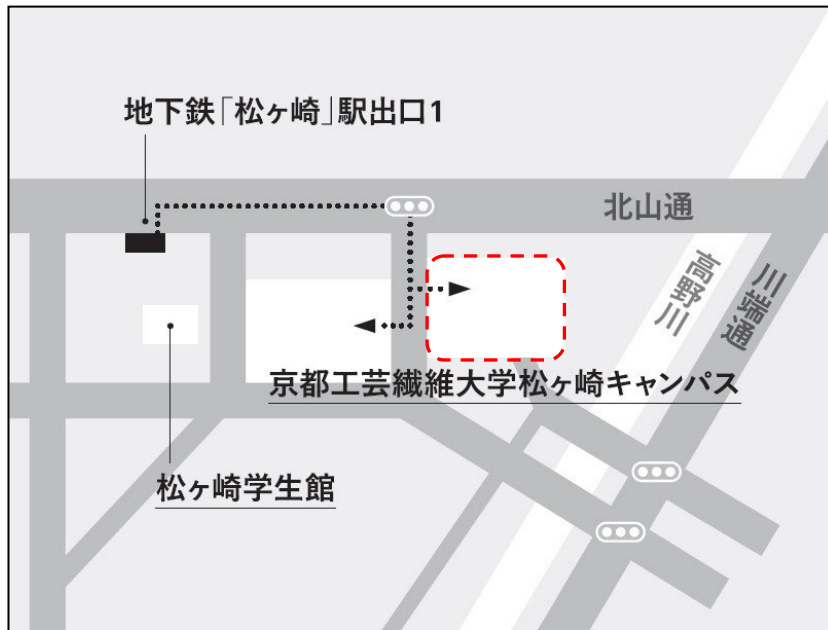 地下鉄「松ヶ崎」駅出口1
北山通
高野川
川端通
京都工芸繊維大学松ヶ崎キャンパス
松ヶ崎学生館